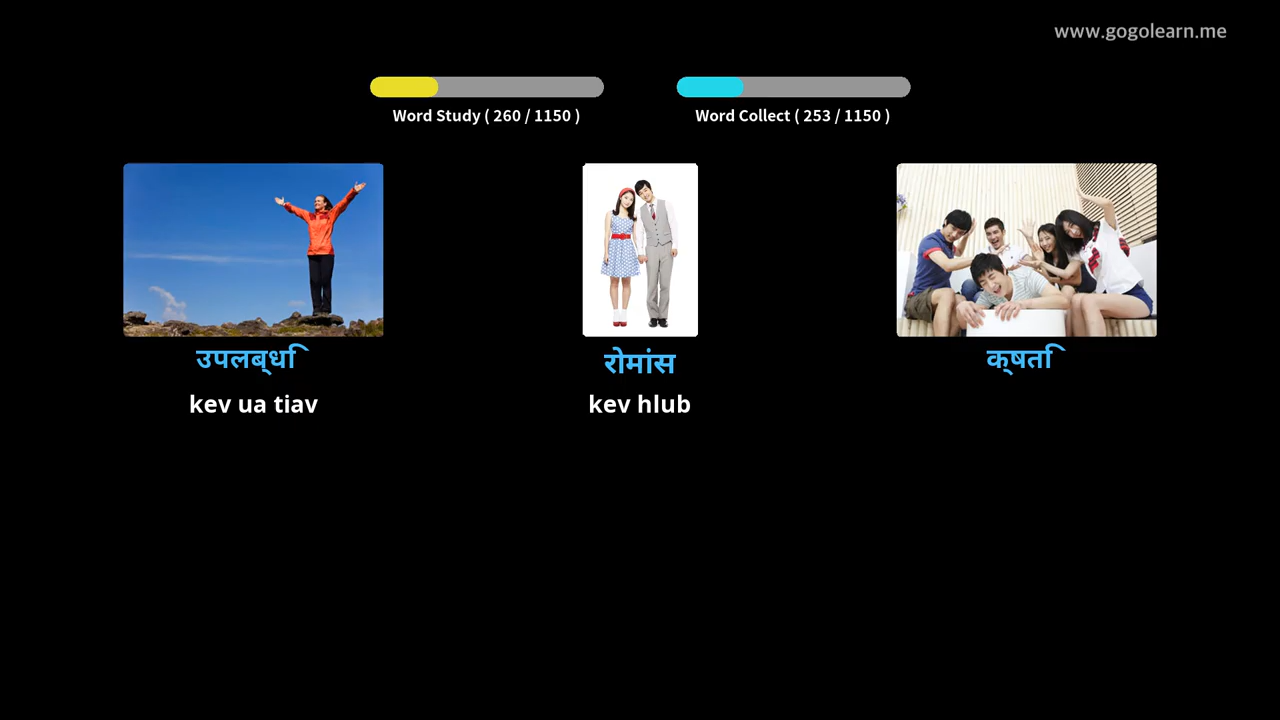 www.gogolearn.me
Word Study ( 260 / 1150 )
Word Collect ( 253 / 1150 )
उपलब्धि
रोमांस
क्षति
kev ua tiav
kev hlub